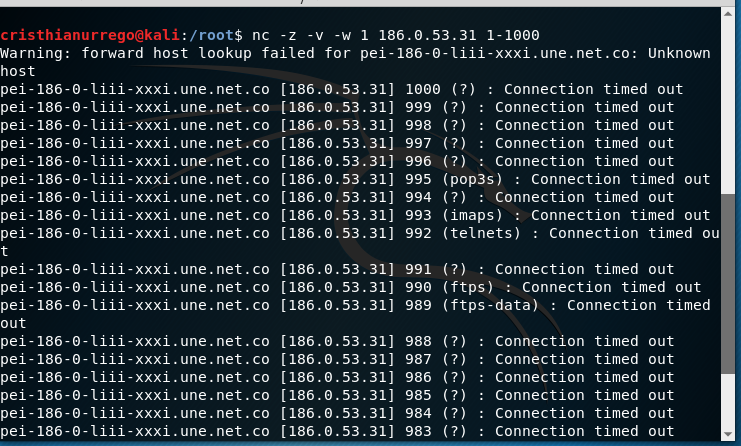 cristhianurrego@kali:/root$ nc -z -v -w 1 186.0.53.31 1-1000
Warning: forward host lookup failed for pei-186-0-liii-xxxi.une.net.co: Unknown
host
pei-186-0-liii-xxxi.une.net.co [186.0.53.31] 1000 (?) : Connection timed out
pei-186-0-liii-xxxi.une.net.co [186.0.53.31] 999 (?) : Connection timed out
pei-186-0-liii-xxxi.une.net.co [186.0.53.31] 998 (?) : Connection timed out
pei-186-0-liii-xxxi.une.net.co [186.0.53.31] 997 (?) : Connection timed out
pei-186-0-liii-xxxi.une.net.co [186.0.53.31] 996 (?) : Connection timed out
pei-186-0-liii-xxxi.une.net.co [186.0.53.31] 995 (pop3s) : Connection timed out
pei-186-0-liii-xxxi.une.net.co [186.0.53.31] 994 (?) : Connection timed out
pei-186-0-liii-xxxi.une.net.co [186.0.53.31] 993 (imaps) : Connection timed out
pei-186-0-liii-xxxi.une.net.co [186.0.53.31] 992 (telnets) : Connection timed ou
t
pei-186-0-liii-xxxi.une.net.co [186.0.53.31] 991 (?) : Connection timed out
pei-186-0-liii-xxxi.une.net.co [186.0.53.31] 990 (ftps) : Connection timed out
pei-186-0-liii-xxxi.une.net.co [186.0.53.31] 989 (ftps-data) : Connection timed
out
pei-186-0-liii-xxxi.une.net.co [186.0.53.31] 988 (?) : Connection timed out
pei-186-0-liii-xxxi.une.net.co [186.0.53.31] 987 (?) : Connection timed out
pei-186-0-liii-xxxi.une.net.co [186.0.53.31] 986 (?) : Connection timed out
pei-186-0-liii-xxxi.une.net.co [186.0.53.31] 985 (?) : Connection timed out
pei-186-0-liii-xxxi.une.net.co [186.0.53.31] 984 (?) : Connection timed out
pei-186-0-liii-xxxi.une.net.co [186.0.53.31] 983 (?) : Connection timed out